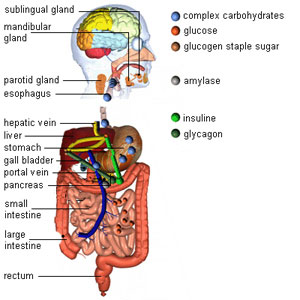 sublingual gland
mandibular
gland
parotid gland
esophagus
hepatic vein
liver
stomach
gall bladder
portal vein
pancreas
small
intestine
large
intestine
rectum
complex carbohydrates
glucose
glucogen staple sugar
amylase
insuline
glycagon